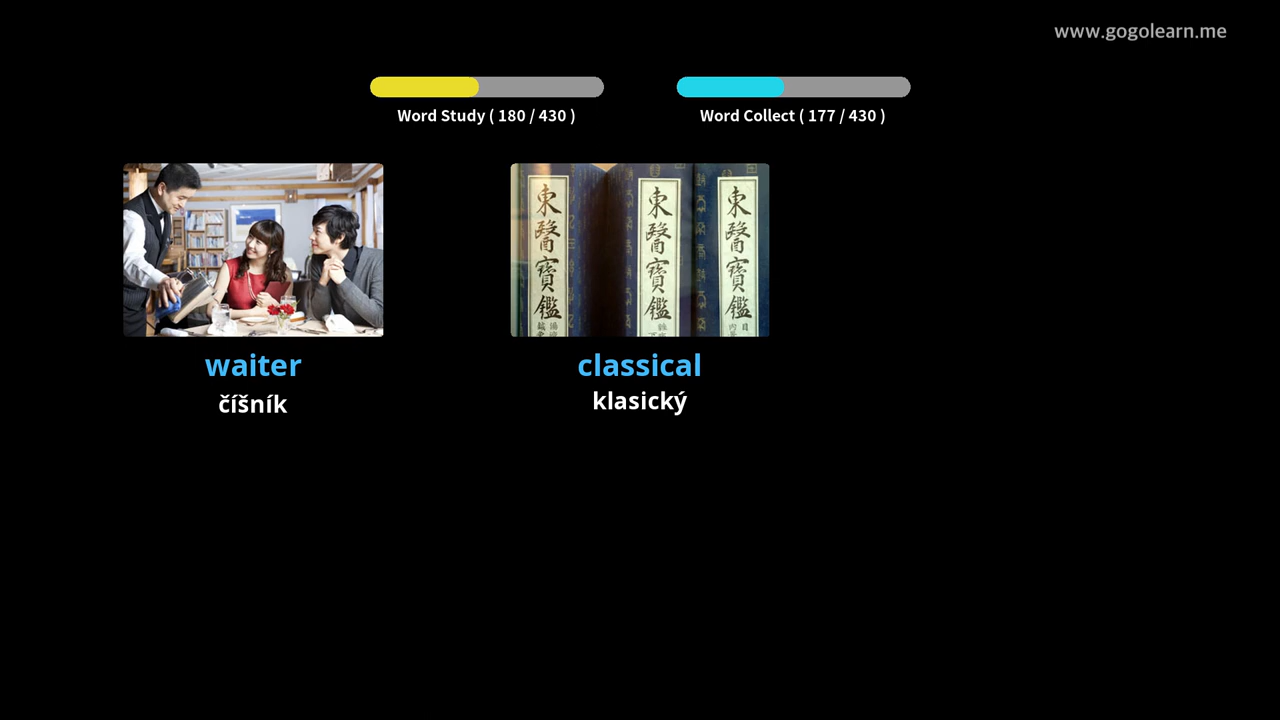 www.gogolearn.me
Word Study ( 180 / 430 )
Word Collect ( 177 / 430 )
東醫寶鑑
東醫寶鑑
東醫寶鑑
waiter
classical
číšník
klasický